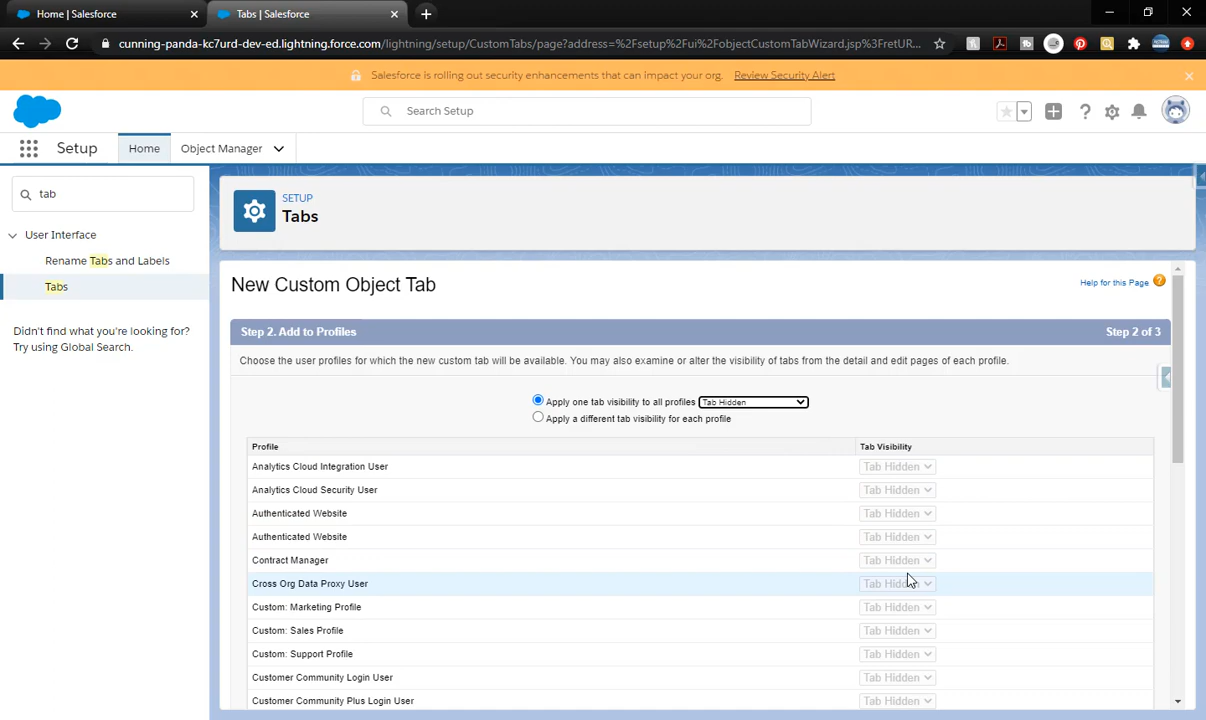 Home | Salesforce
Tabs | Salesforce
cunning-panda-kc7urd-dev-ed.lightning.force.com/lightning/setup/CustomTabs/page?address=%2Fsetup%2Fui%2FobjectCustomTabWizard.jsp%3FretUR...
Salesforce is rolling out security enhancements that can impact your org. Review Security Alert
Search Setup
Setup Home Object Manager
tab
User Interface
Rename Tabs and Labels
Tabs
Didn't find what you're looking for?
Try using Global Search.
SETUP
Tabs
New Custom Object Tab
Help for this Page
Step 2. Add to Profiles Step 2 of 3
Choose the user profiles for which the new custom tab will be available. You may also examine or alter the visibility of tabs from the detail and edit pages of each profile.
Apply one tab visibility to all profiles Tab Hidden
Apply a different tab visibility for each profile
Profile Tab Visibility
Analytics Cloud Integration User Tab Hidden
Analytics Cloud Security User Tab Hidden
Authenticated Website Tab Hidden
Authenticated Website Tab Hidden
Contract Manager Tab Hidden
Cross Org Data Proxy User Tab Hidden
Custom: Marketing Profile Tab Hidden
Custom: Sales Profile Tab Hidden
Custom: Support Profile Tab Hidden
Customer Community Login User Tab Hidden
Customer Community Plus Login User Tab Hidden